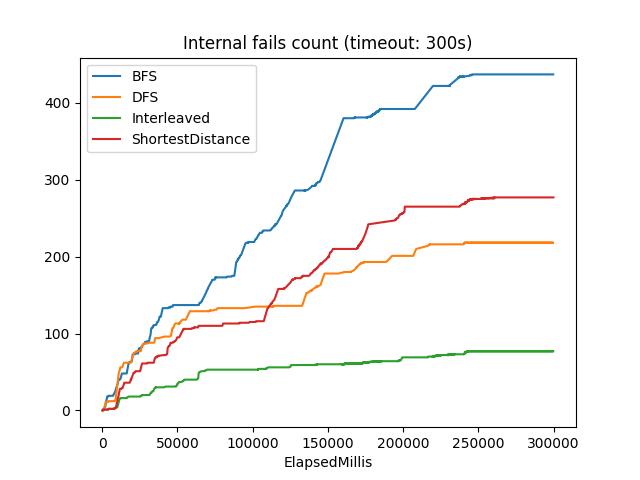 Internal fails count (timeout: 300s)
BFS
DFS
Interleaved
ShortestDistance
400
300
200
100
0
0 50000 100000 150000 200000 250000 300000
ElapsedMillis